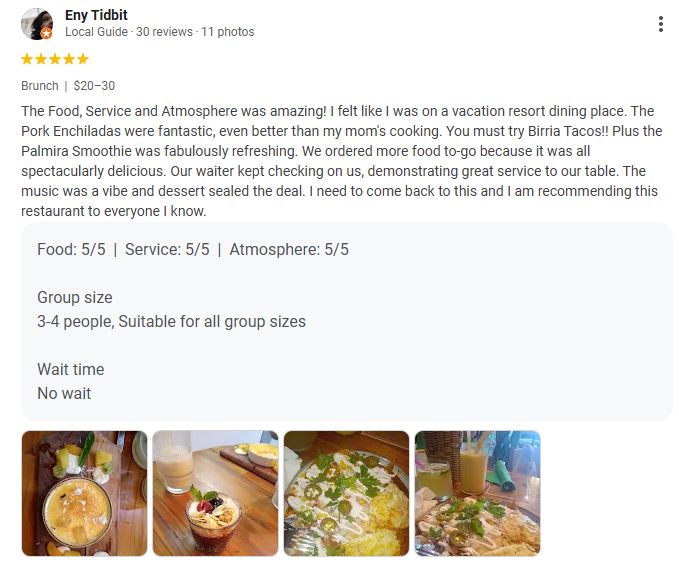 Eny Tidbit
Local Guide · 30 reviews · 11 photos
Brunch | $20–30
The Food, Service and Atmosphere was amazing! I felt like I was on a vacation resort dining place. The
Pork Enchiladas were fantastic, even better than my mom's cooking. You must try Birria Tacos!! Plus the
Palmira Smoothie was fabulously refreshing. We ordered more food to-go because it was all
spectacularly delicious. Our waiter kept checking on us, demonstrating great service to our table. The
music was a vibe and dessert sealed the deal. I need to come back to this and I am recommending this
restaurant to everyone I know.
Food: 5/5 | Service: 5/5 | Atmosphere: 5/5
Group size
3-4 people, Suitable for all group sizes
Wait time
No wait